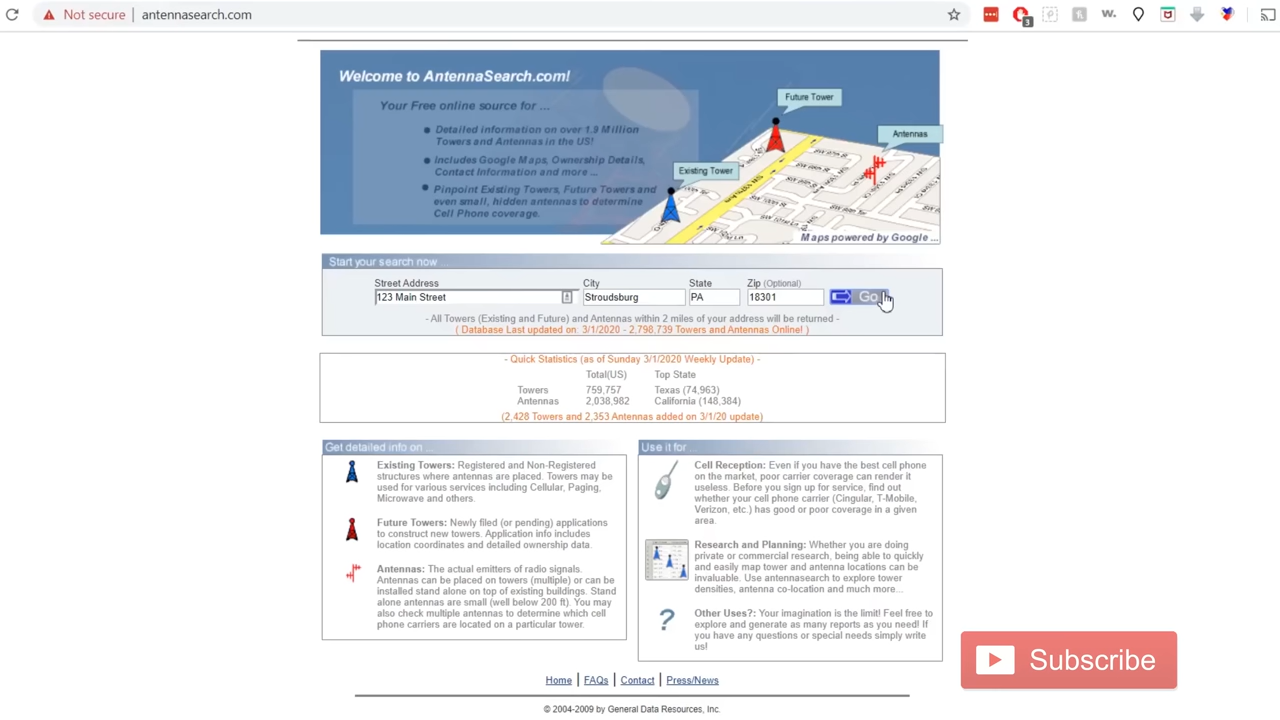 Not secure | antennasearch.com
3
w.
Welcome to AntennaSearch.com!
Your Free online source for ...
Detailed information on over 1.9 Million
Towers and Antennas in the US!
Includes Google Maps, Ownership Details,
Contact Information and more ...
Pinpoint Existing Towers, Future Towers and
even small, hidden antennas to determine
Cell Phone coverage.
Future Tower
Antennas
Existing Tower
Maps powered by Google ...
Start your search now ...
Street Address City State Zip (Optional)
123 Main Street Stroudsburg PA 18301 Go
- All Towers (Existing and Future) and Antennas within 2 miles of your address will be returned -
( Database Last updated on: 3/1/2020 - 2,798,739 Towers and Antennas Online! )
- Quick Statistics (as of Sunday 3/1/2020 Weekly Update) -
Total(US) Top State
Towers 759,757 Texas (74,963)
Antennas 2,038,982 California (148,384)
(2,428 Towers and 2,353 Antennas added on 3/1/20 update)
Get detailed info on ...
Existing Towers: Registered and Non-Registered
structures where antennas are placed. Towers may be
used for various services including Cellular, Paging,
Microwave and others.
Future Towers: Newly filed (or pending) applications
to construct new towers. Application info includes
location coordinates and detailed ownership data.
Antennas: The actual emitters of radio signals.
Antennas can be placed on towers (multiple) or can be
installed stand alone on top of existing buildings. Stand
alone antennas are small (well below 200 ft). You may
also check multiple antennas to determine which cell
phone carriers are located on a particular tower.
Use it for ...
Cell Reception: Even if you have the best cell phone
on the market, poor carrier coverage can render it
useless. Before you sign up for service, find out
whether your cell phone carrier (Cingular, T-Mobile,
Verizon, etc.) has good or poor coverage in a given
area.
Research and Planning: Whether you are doing
private or commercial research, being able to quickly
and easily map tower and antenna locations can be
invaluable. Use antennasearch to explore tower
densities, antenna co-location and much more...
?
Other Uses?: Your imagination is the limit! Feel free to
explore and generate as many reports as you need! If
you have any questions or special needs simply write
us!
Subscribe
Home | FAQs | Contact | Press/News
© 2004-2009 by General Data Resources, Inc.